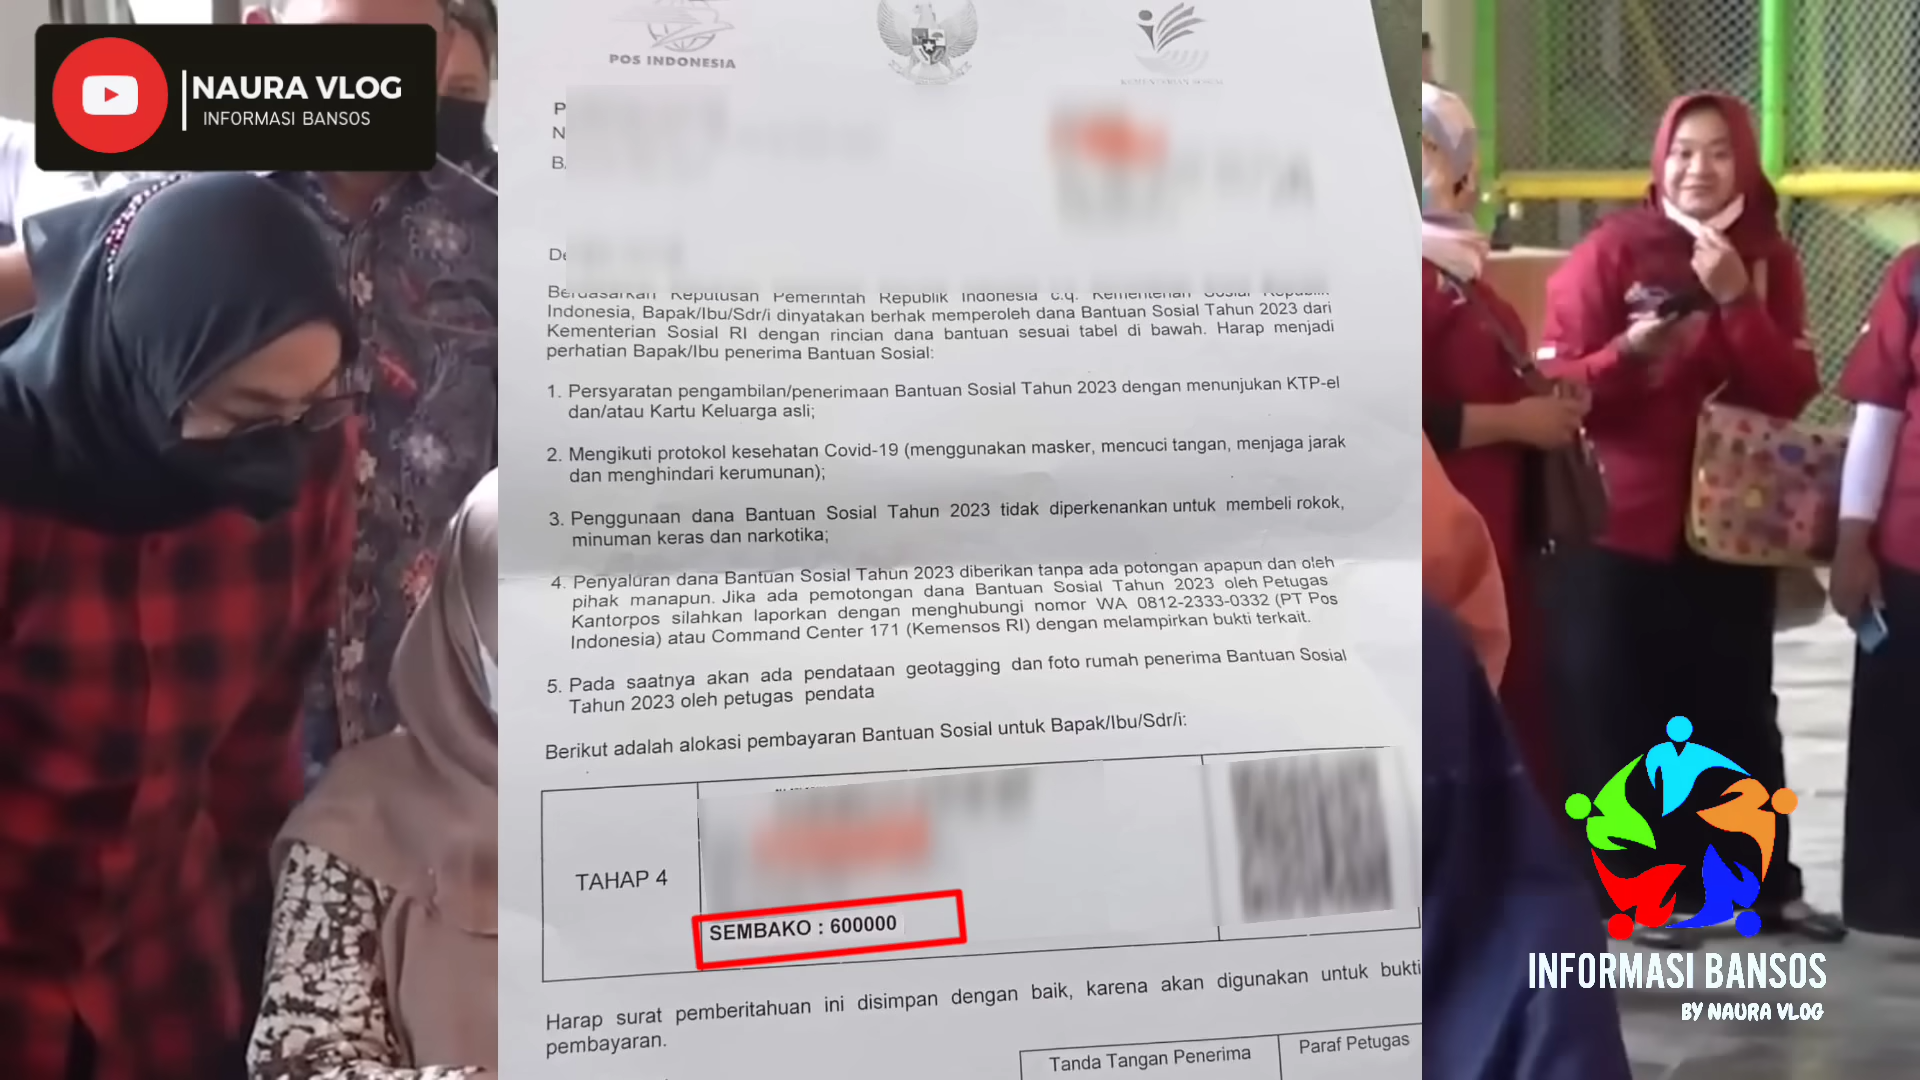 NAURA VLOG
INFORMASI BANSOS
POS INDONESIA
KEMENTERIAN SOSIAL
Berdasarkan Keputusan Pemerintah Republik Indonesia c.q. Kementerian Sosial Republik
Indonesia, Bapak/Ibu/Sdr/i dinyatakan berhak memperoleh dana Bantuan Sosial Tahun 2023 dari
Kementerian Sosial RI dengan rincian dana bantuan sesuai tabel di bawah. Harap menjadi
perhatian Bapak/Ibu penerima Bantuan Sosial:
1. Persyaratan pengambilan/penerimaan Bantuan Sosial Tahun 2023 dengan menunjukan KTP-el
dan/atau Kartu Keluarga asli;
2. Mengikuti protokol kesehatan Covid-19 (menggunakan masker, mencuci tangan, menjaga jarak
dan menghindari kerumunan);
3. Penggunaan dana Bantuan Sosial Tahun 2023 tidak diperkenankan untuk membeli rokok,
minuman keras dan narkotika;
4. Penyaluran dana Bantuan Sosial Tahun 2023 diberikan tanpa ada potongan apapun dan oleh
pihak manapun. Jika ada pemotongan dana Bantuan Sosial Tahun 2023 oleh Petugas
Kantorpos silahkan laporkan dengan menghubungi nomor WA 0812-2333-0332 (PT Pos
Indonesia) atau Command Center 171 (Kemensos RI) dengan melampirkan bukti terkait.
5. Pada saatnya akan ada pendataan geotagging dan foto rumah penerima Bantuan Sosial
Tahun 2023 oleh petugas pendata
Berikut adalah alokasi pembayaran Bantuan Sosial untuk Bapak/Ibu/Sdr/i:
TAHAP 4
SEMBAKO : 600000
Harap surat pemberitahuan ini disimpan dengan baik, karena akan digunakan untuk bukti
pembayaran.
Tanda Tangan Penerima
Paraf Petugas
INFORMASI BANSOS
BY NAURA VLOG